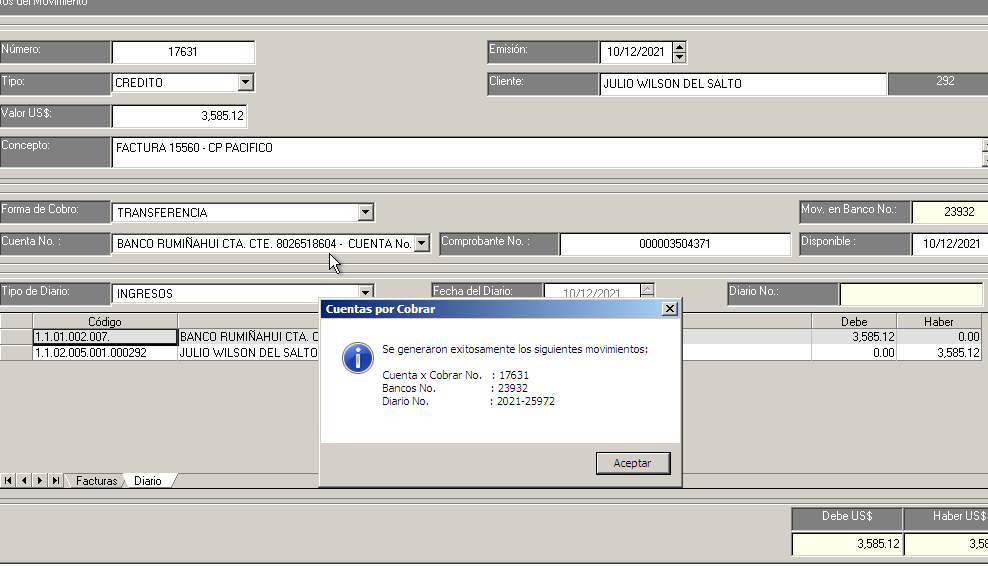 tos del Movimiento
Número: 17631 Emisión: 10/12/2021
Tipo: CREDITO Cliente: JULIO WILSON DEL SALTO 292
Valor US$: 3,585.12
Concepto: FACTURA 15560 - CP PACIFICO
Forma de Cobro: TRANSFERENCIA Mov. en Banco No.: 23932
Cuenta No. : BANCO RUMIÑAHUI CTA. CTE. 8026518604 - CUENTA No. Comprobante No. : 000003504371 Disponible : 10/12/2021
Tipo de Diario: INGRESOS Fecha del Diario: 10/12/2021 Diario No.:
Cuentas por Cobrar
Código Debe Haber
1.1.01.002.007. BANCO RUMIÑAHUI CTA. C 3,585.12 0.00
1.1.02.005.001.000292 JULIO WILSON DEL SALTO 0.00 3,585.12
Se generaron exitosamente los siguientes movimientos:
Cuenta x Cobrar No. : 17631
Bancos No. : 23932
Diario No. : 2021-25972
Aceptar
Facturas Diario
Debe US$ Haber US$
3,585.12 3,58